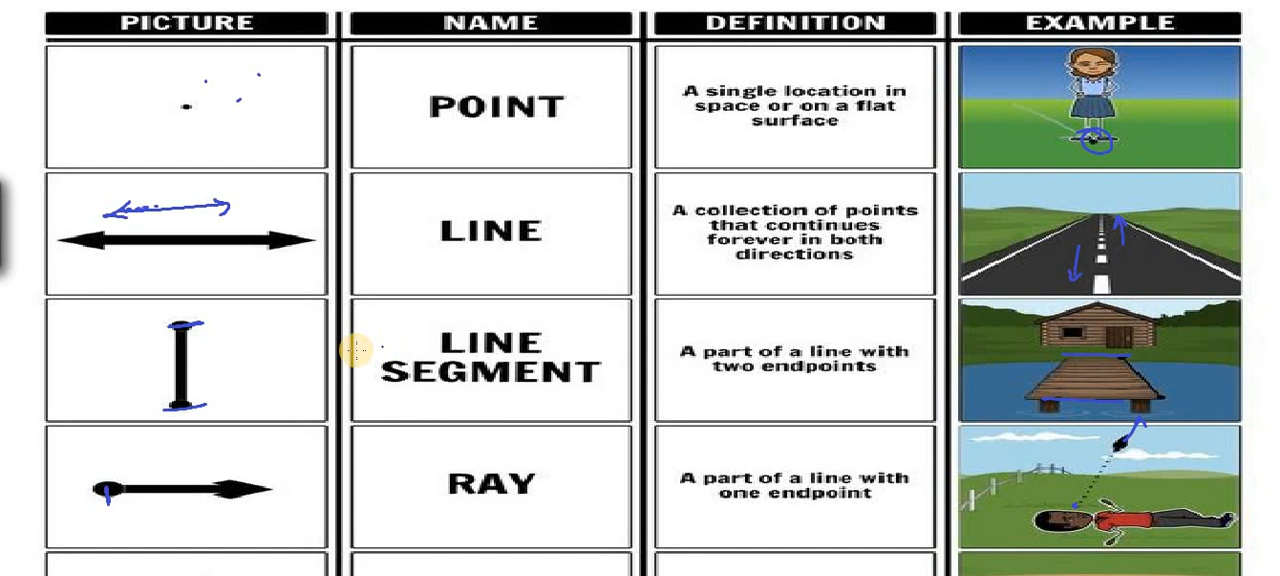 PICTURE NAME DEFINITION EXAMPLE
POINT
A single location in
space or on a flat
surface
LINE
A collection of points
that continues
forever in both
directions
LINE
SEGMENT
A part of a line with
two endpoints
RAY
A part of a line with
one endpoint